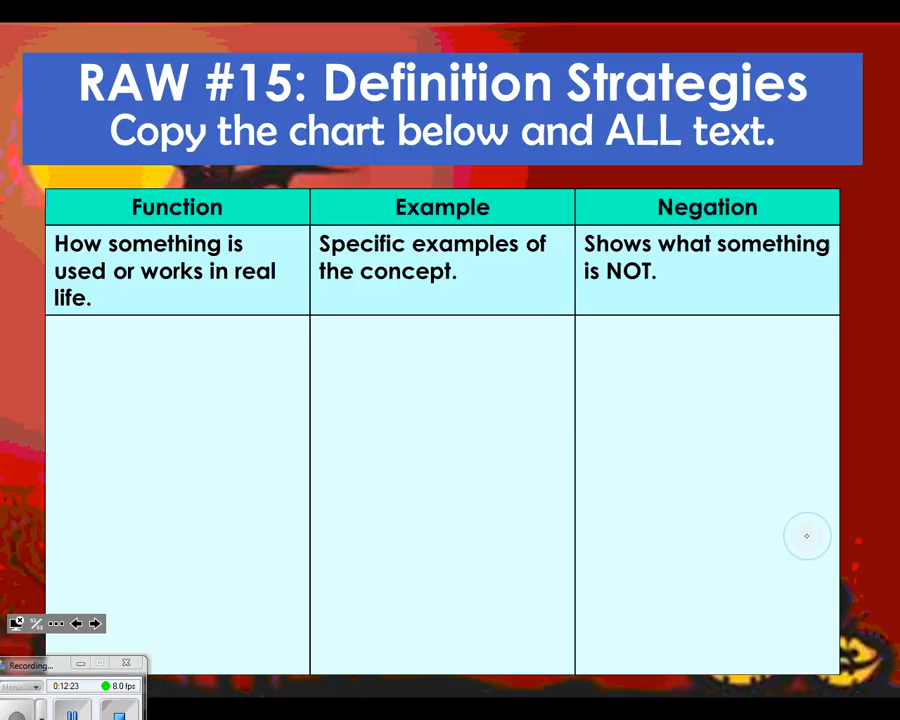 RAW #15: Definition Strategies
Copy the chart below and ALL text.
Function
Example
Negation
How something is
used or works in real
life.
Specific examples of
the concept.
Shows what something
is NOT.
Recording...
0:12:23
8.0 fps